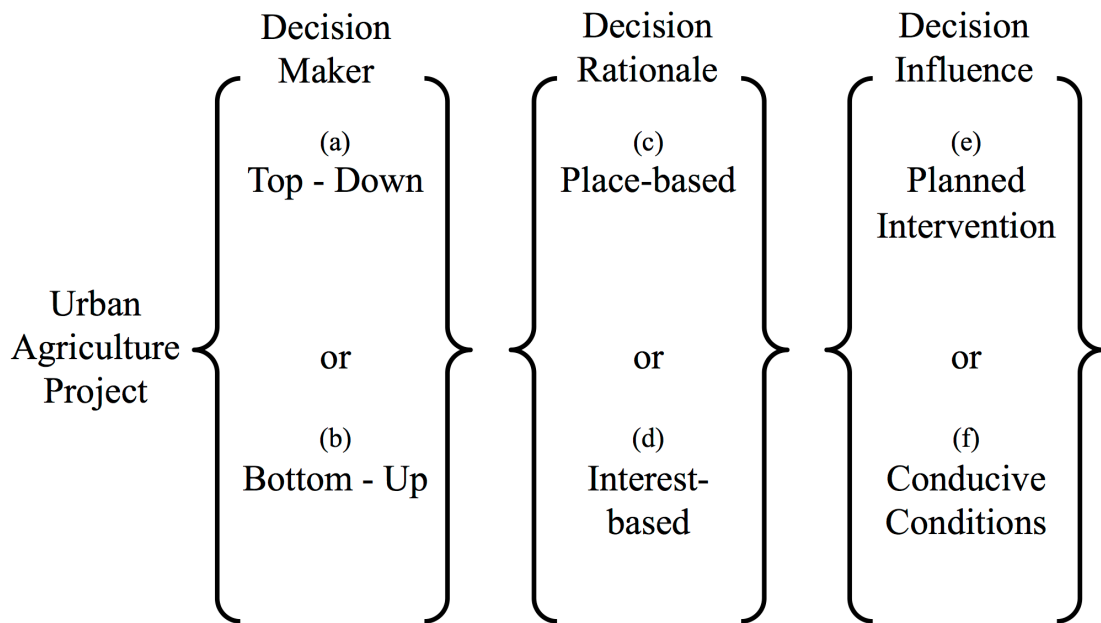 Decision
Maker
Decision
Rationale
Decision
Influence
Urban
Agriculture
Project
(a)
Top - Down
or
(b)
Bottom - Up
(c)
Place-based
or
(d)
Interest-
based
(e)
Planned
Intervention
or
(f)
Conducive
Conditions